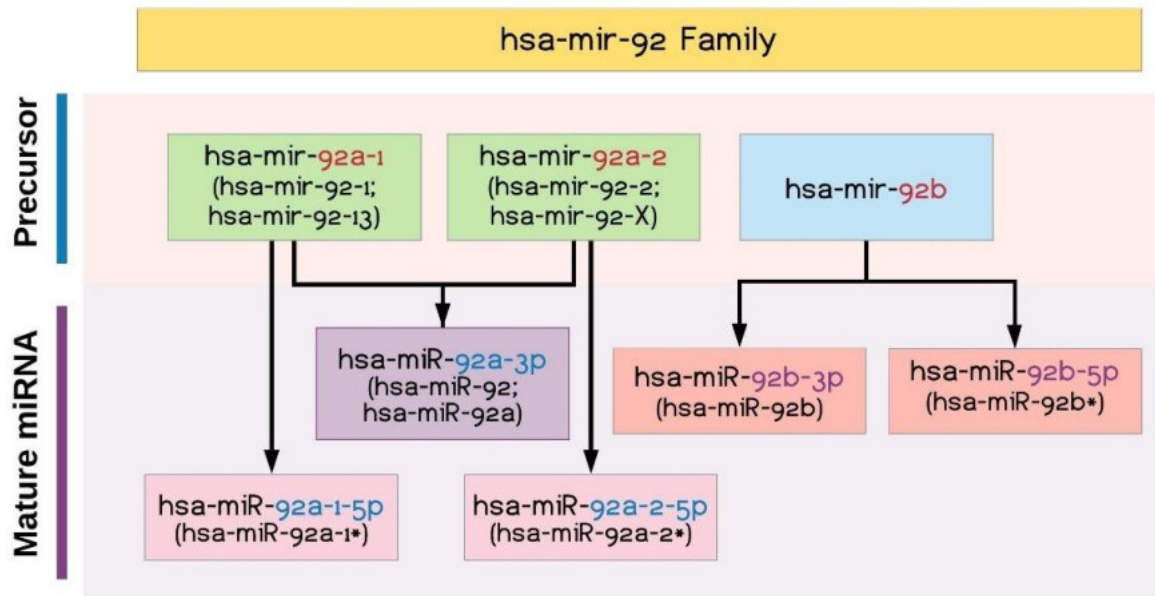 hsa-mir-92 Family
Precursor
hsa-mir-92a-1
(hsa-mir-92-1;
hsa-mir-92-13)
hsa-mir-92a-2
(hsa-mir-92-2;
hsa-mir-92-X)
hsa-mir-92b
Mature miRNA
hsa-miR-92a-3p
(hsa-miR-92;
hsa-miR-92a)
hsa-miR-92b-3p
(hsa-miR-92b)
hsa-miR-92b-5p
(hsa-miR-92b*)
hsa-miR-92a-1-5p
(hsa-miR-92a-1*)
hsa-miR-92a-2-5p
(hsa-miR-92a-2*)